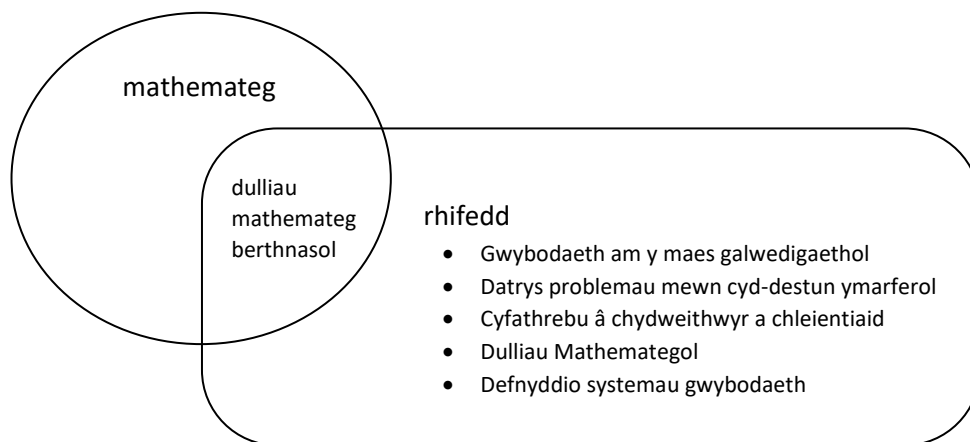 mathemateg
dulliau
mathemateg
berthnasol
rhifedd
• Gwybodaeth am y maes galwedigaethol
• Datrys problemau mewn cyd-destun ymarferol
• Cyfathrebu â chydweithwyr a chleientiaid
• Dulliau Mathemategol
• Defnyddio systemau gwybodaeth